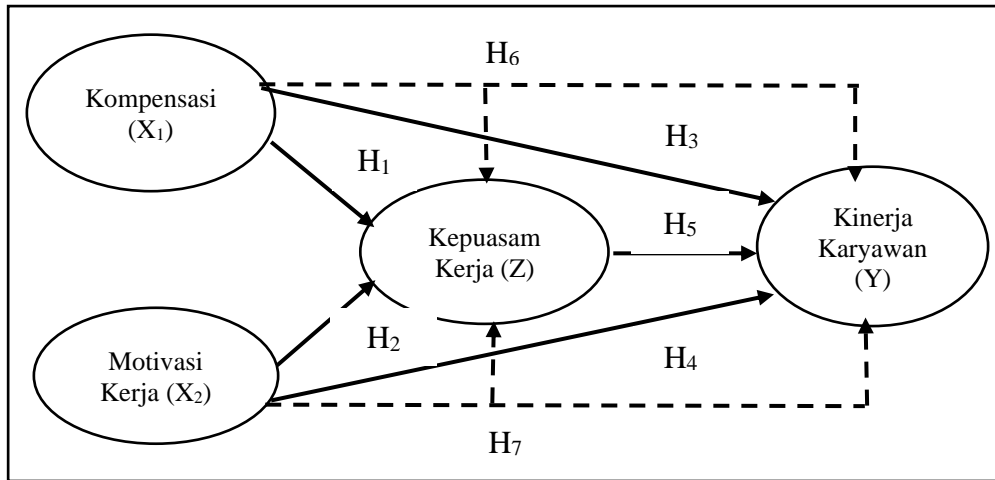 H₆
Kompensasi
(X₁)
H₃
H₁
Kepuasam
Kerja (Z)
H₅
Kinerja
Karyawan
(Y)
H₂
Motivasi
Kerja (X₂)
H₄
H₇